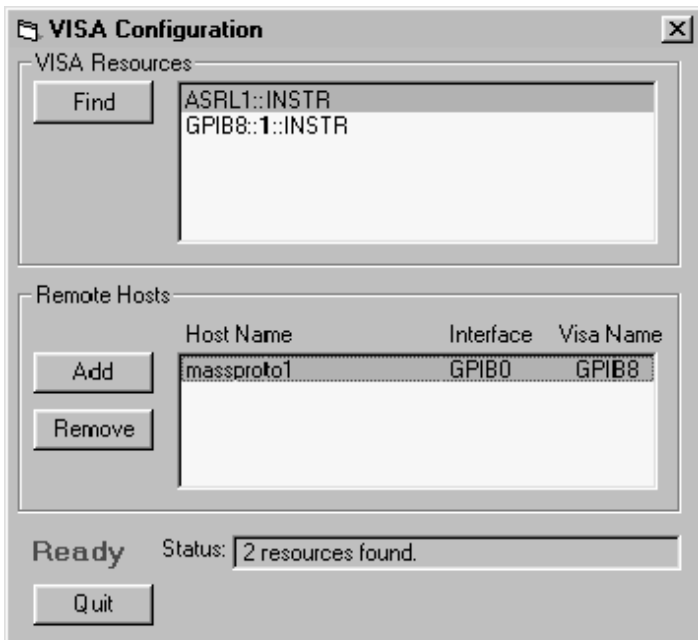 VISA Configuration
VISA Resources
Find
ASRL1::INSTR
GPIB8::1::INSTR
Remote Hosts
Host Name Interface Visa Name
Add
massproto1 GPIB0 GPIB8
Remove
Ready Status: 2 resources found.
Quit